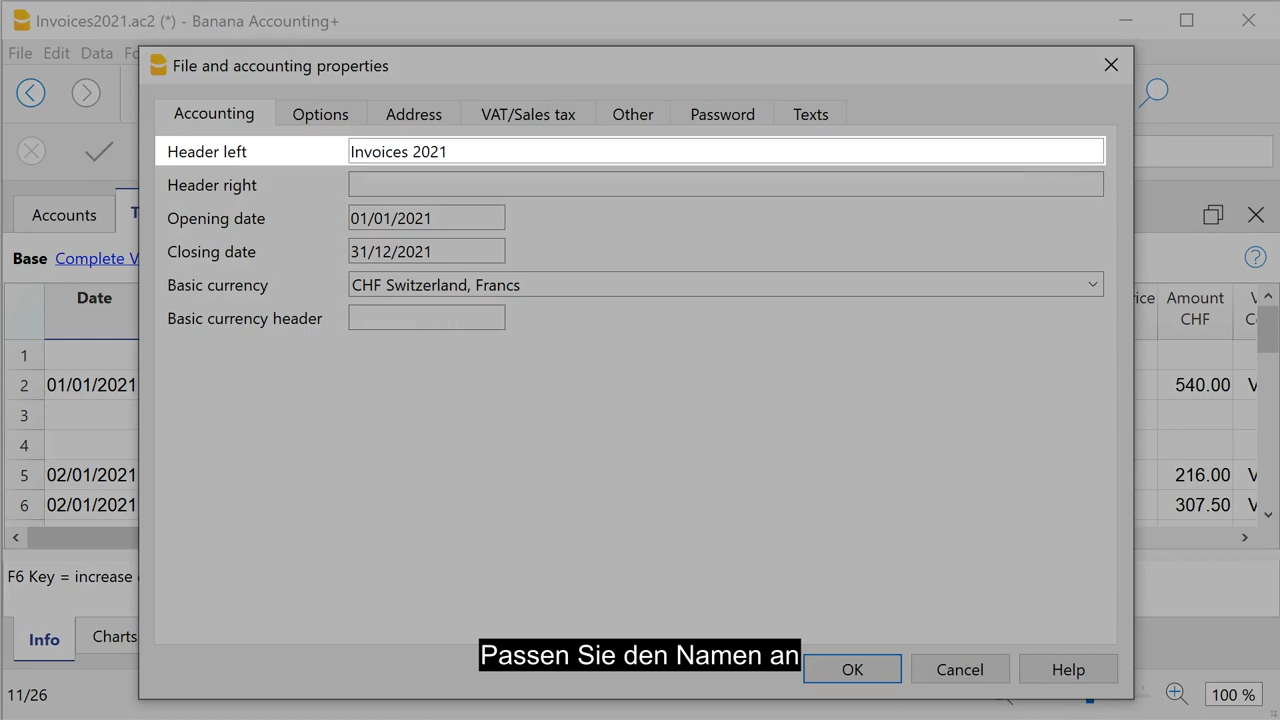 Invoices2021.ac2 (*) - Banana Accounting+
File Edit Data Fo
File and accounting properties
Accounting Options Address VAT/Sales tax Other Password Texts
Header left Invoices 2021
Header right
Opening date 01/01/2021
Closing date 31/12/2021
Basic currency CHF Switzerland, Francs
Basic currency header
Accounts T
Base Complete V
Date rice Amount CHF V Co
1
2 01/01/2021 540.00 V
3
4
5 02/01/2021 216.00 V
6 02/01/2021 307.50 V
F6 Key = increase
Info Charts
Passen Sie den Namen an
OK Cancel Help
11/26 100 %